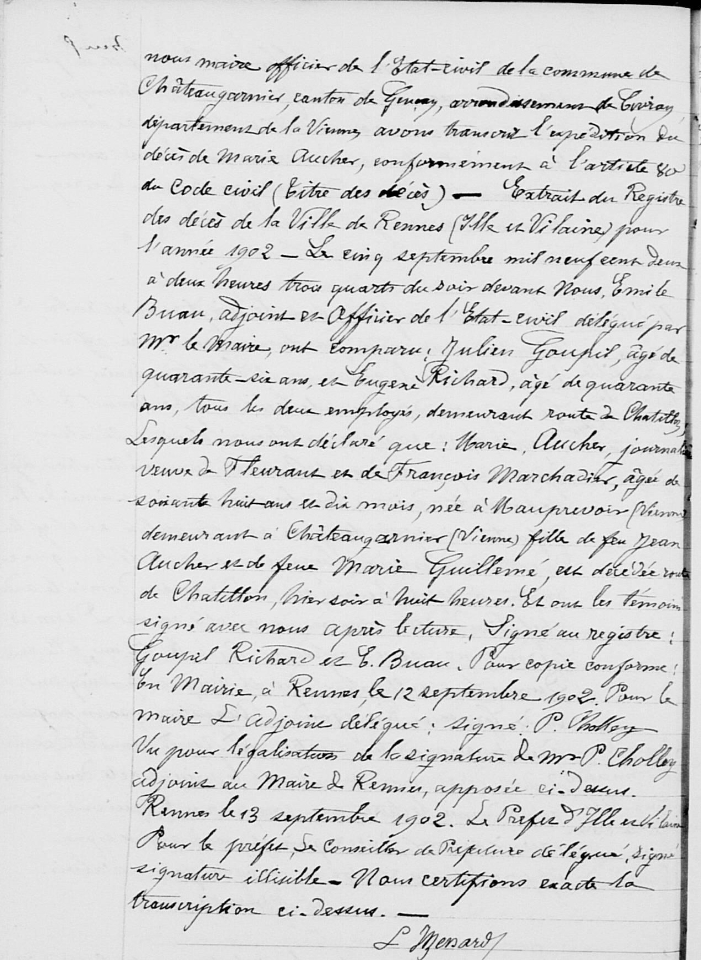 nous maire officier de l'Etat-civil de la commune de
Châteaugarnier, canton de Gençay, arrondissement de Civray
département de la Vienne, avons transcrit l'expédition du
décès de Marie Aucher, conformément à l'article 80
du Code civil (Titre des décès) — Extrait du Registre
des décès de la Ville de Rennes (Ille et Vilaine) pour
l'année 1902 — Le cinq septembre mil neuf cent deux
à deux heures trois quarts du soir devant Nous, Emile
Buau, adjoint et Officier de l'Etat-civil délégué par
Mr le Maire, ont comparu : Julien Goupil, âgé de
quarante-six ans, et Eugène Richard, âgé de quarante
ans, tous les deux employés, demeurant route de Chatillon,
Lesquels nous ont déclaré que : Marie, Aucher, journalière
veuve de Fleurant et de François Marchadier, âgée de
soixante huit ans et dix mois, née à Mauprevoir (Vienne
demeurant à Châteaugarnier (Vienne) fille de feu Jean
Aucher et de feue Marie Guillemé, est décédée route
de Chatillon, hier soir à huit heures. Et ont les témoins
signé avec nous après lecture. Signé au registre :
Goupil Richard et E. Buau. Pour copie conforme :
En Mairie, à Rennes, le 12 septembre 1902. Pour le
maire L'adjoint délégué : signé : P. Cholley
Vu pour légalisation de la signature de Mr P. Cholley
adjoint au Maire de Rennes, apposée ci-dessus.
Rennes le 13 septembre 1902. Le Préfet d'Ille et Vilaine
Pour le préfet, Le Conseiller de Préfecture délégué, signé
signature illisible — Nous certifions exacte la
transcription ci-dessus. —
L Menard